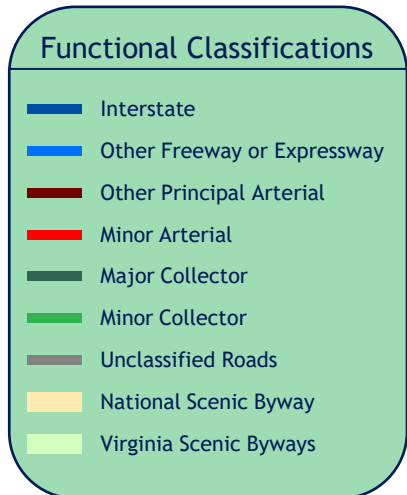 Functional Classifications
Interstate
Other Freeway or Expressway
Other Principal Arterial
Minor Arterial
Major Collector
Minor Collector
Unclassified Roads
National Scenic Byway
Virginia Scenic Byways